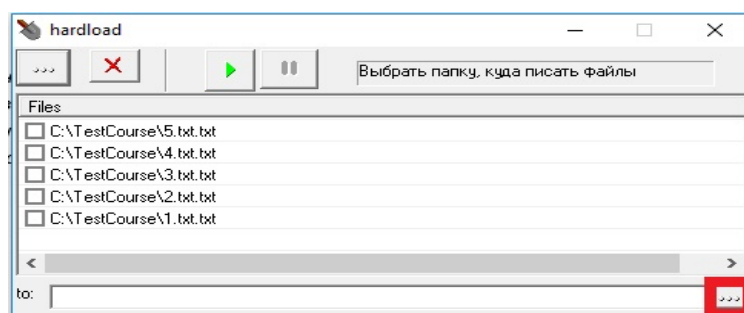 hardload
...
Выбрать папку, куда писать файлы
Files
C:\TestCourse\5.txt.txt
C:\TestCourse\4.txt.txt
C:\TestCourse\3.txt.txt
C:\TestCourse\2.txt.txt
C:\TestCourse\1.txt.txt
to:
...